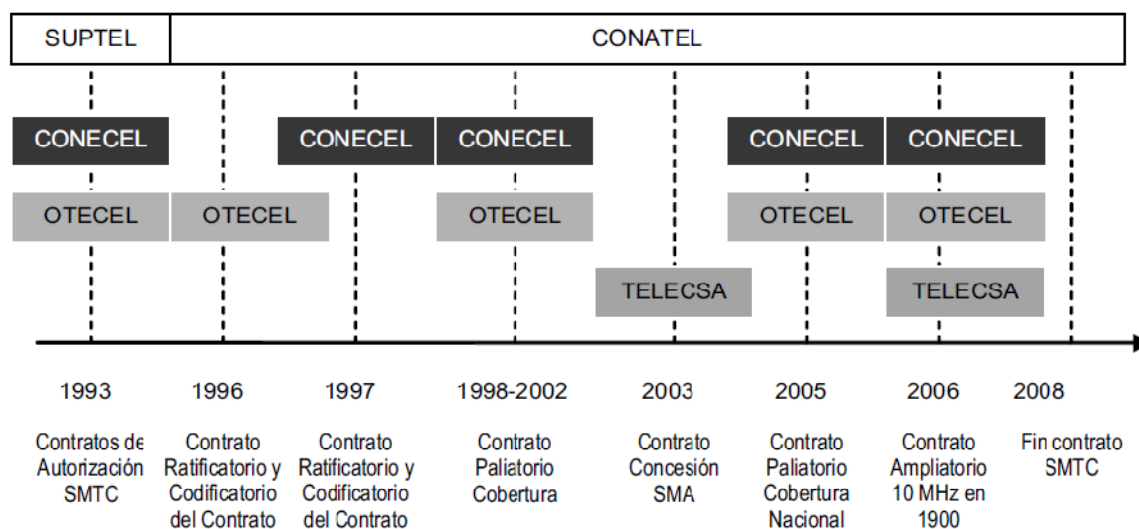 SUPTEL
CONATEL
CONECEL
CONECEL
CONECEL
CONECEL
CONECEL
OTECEL
OTECEL
OTECEL
OTECEL
OTECEL
TELECSA
TELECSA
1993
1996
1997
1998-2002
2003
2005
2006
2008
Contratos de
Autorización
SMTC
Contrato
Ratificatorio y
Codificatorio
del Contrato
Contrato
Ratificatorio y
Codificatorio
del Contrato
Contrato
Paliatorio
Cobertura
Contrato
Concesión
SMA
Contrato
Paliatorio
Cobertura
Nacional
Contrato
Ampliatorio
10 MHz en
1900
Fin contrato
SMTC